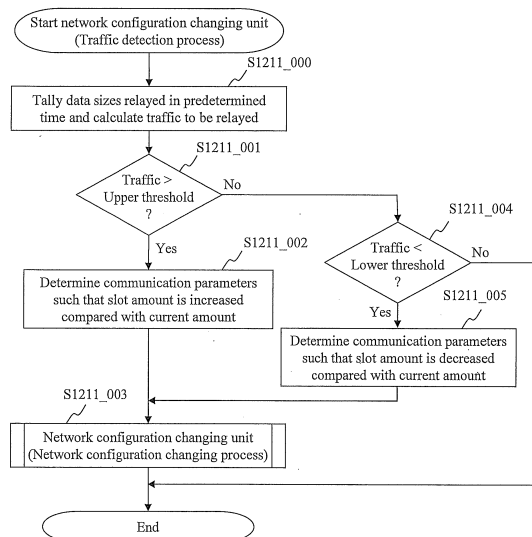 Start network configuration changing unit
(Traffic detection process)
S1211_000
Tally data sizes relayed in predetermined
time and calculate traffic to be relayed
S1211_001
Traffic >
Upper threshold
?
No
Yes
S1211_002
Determine communication parameters
such that slot amount is increased
compared with current amount
S1211_004
Traffic <
Lower threshold
?
No
Yes
S1211_005
Determine communication parameters
such that slot amount is decreased
compared with current amount
S1211_003
Network configuration changing unit
(Network configuration changing process)
End